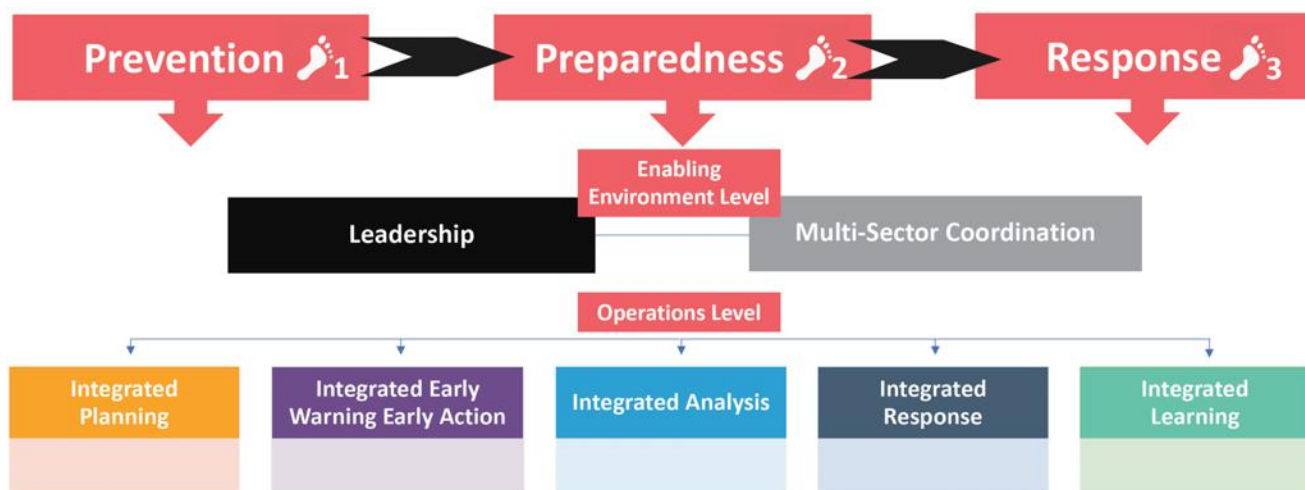 Prevention 1
Preparedness 2
Response 3
Enabling
Environment Level
Leadership
Multi-Sector Coordination
Operations Level
Integrated
Planning
Integrated Early
Warning Early Action
Integrated Analysis
Integrated
Response
Integrated
Learning